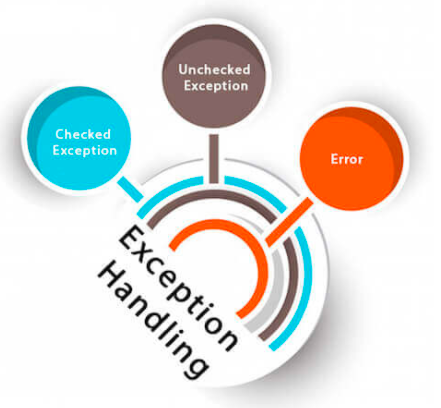 Unchecked
Exception
Checked
Exception
Error
Exception
Handling